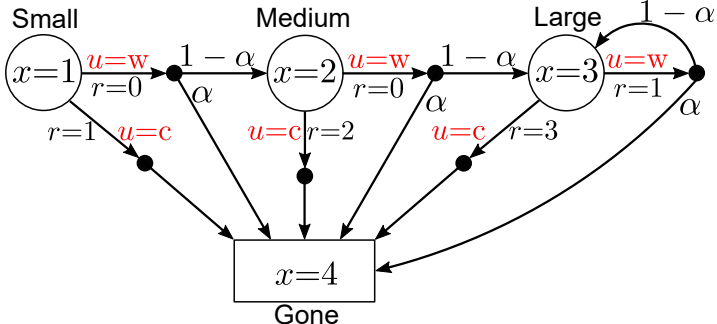 Small Medium Large
1 − α
x=1 u=w 1 − α x=2 u=w 1 − α x=3 u=w
r=0 α r=0 α r=1 α
r=1 u=c u=c r=2 u=c r=3
x=4
Gone